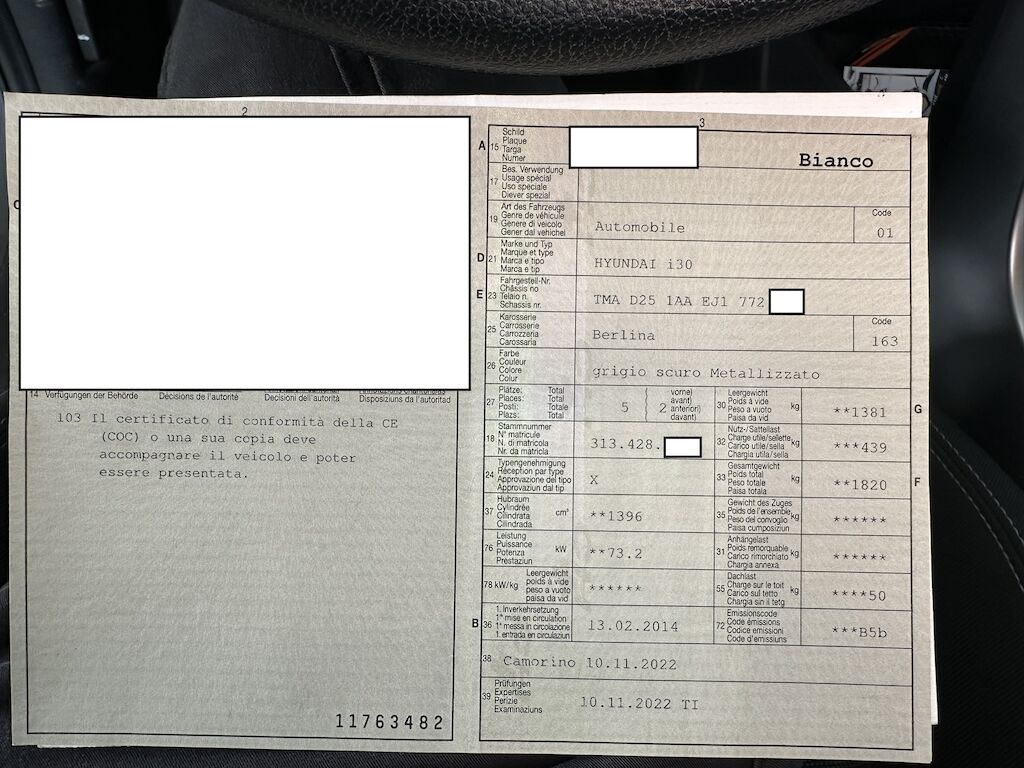 2
14 Verfügungen der Behörde Décisions de l'autorité Decisioni dell'autorità Disposiziuns da l'autoritad
103 Il certificato di conformità della CE
(COC) o una sua copia deve
accompagnare il veicolo e poter
essere presentata.
11763482
3
A 15 Schild
Plaque
Targa
Numer
Bianco
17 Bes. Verwendung
Usage spécial
Uso speciale
Diever spezial
19 Art des Fahrzeugs
Genre de véhicule
Genere di veicolo
Gener dal vehichel
Automobile
Code
01
D 21 Marke und Typ
Marque et type
Marca e tipo
Marca e tip
HYUNDAI i30
E 23 Fahrgestell-Nr.
Châssis no
Telaio n.
Schassis nr.
TMA D25 1AA EJ1 772
25 Karosserie
Carrosserie
Carrozzeria
Carossaria
Berlina
Code
163
26 Farbe
Couleur
Colore
Colur
grigio scuro Metallizzato
27 Plätze: Total
Places: Total
Posti: Totale
Plazs: Total
5 ( 2 vorne)
avant)
anteriori)
davant)
30 Leergewicht
Poids à vide
Peso a vuoto
Paisa da vid
kg
**1381
G
18 Stammnummer
N° matricule
N. di matricola
Nr. da matricla
313.428.
32 Nutz-/Sattellast
Charge utile/sellette
Carico utile/sella
Chargia utila/sella
kg
***439
24 Typengenehmigung
Réception par type
Approvazione del tipo
Approvaziun dal tip
X
33 Gesamtgewicht
Poids total
Peso totale
Paisa totala
kg
**1820
F
37 Hubraum
Cylindrée
Cilindrata
Cilindrada
cm³
**1396
35 Gewicht des Zuges
Poids de l'ensemble
Peso del convoglio
Paisa cumposiziun
kg
******
76 Leistung
Puissance
Potenza
Prestaziun
kW
**73.2
31 Anhängelast
Poids remorquable
Carico rimorchiato
Chargia annexa
kg
******
78 kW/kg Leergewicht
poids à vide
peso a vuoto
paisa da vid
******
55 Dachlast
Charge sur le toit
Carico sul tetto
Chargia sin il tetg
kg
****50
B 36 1. Inverkehrsetzung
1re mise en circulation
1a messa in circolazione
1. entrada en circulaziun
13.02.2014
72 Emissionscode
Code émissions
Codice emissioni
Code d'emissiuns
***B5b
38 Camorino 10.11.2022
39 Prüfungen
Expertises
Perizie
Examinaziuns
10.11.2022 TI